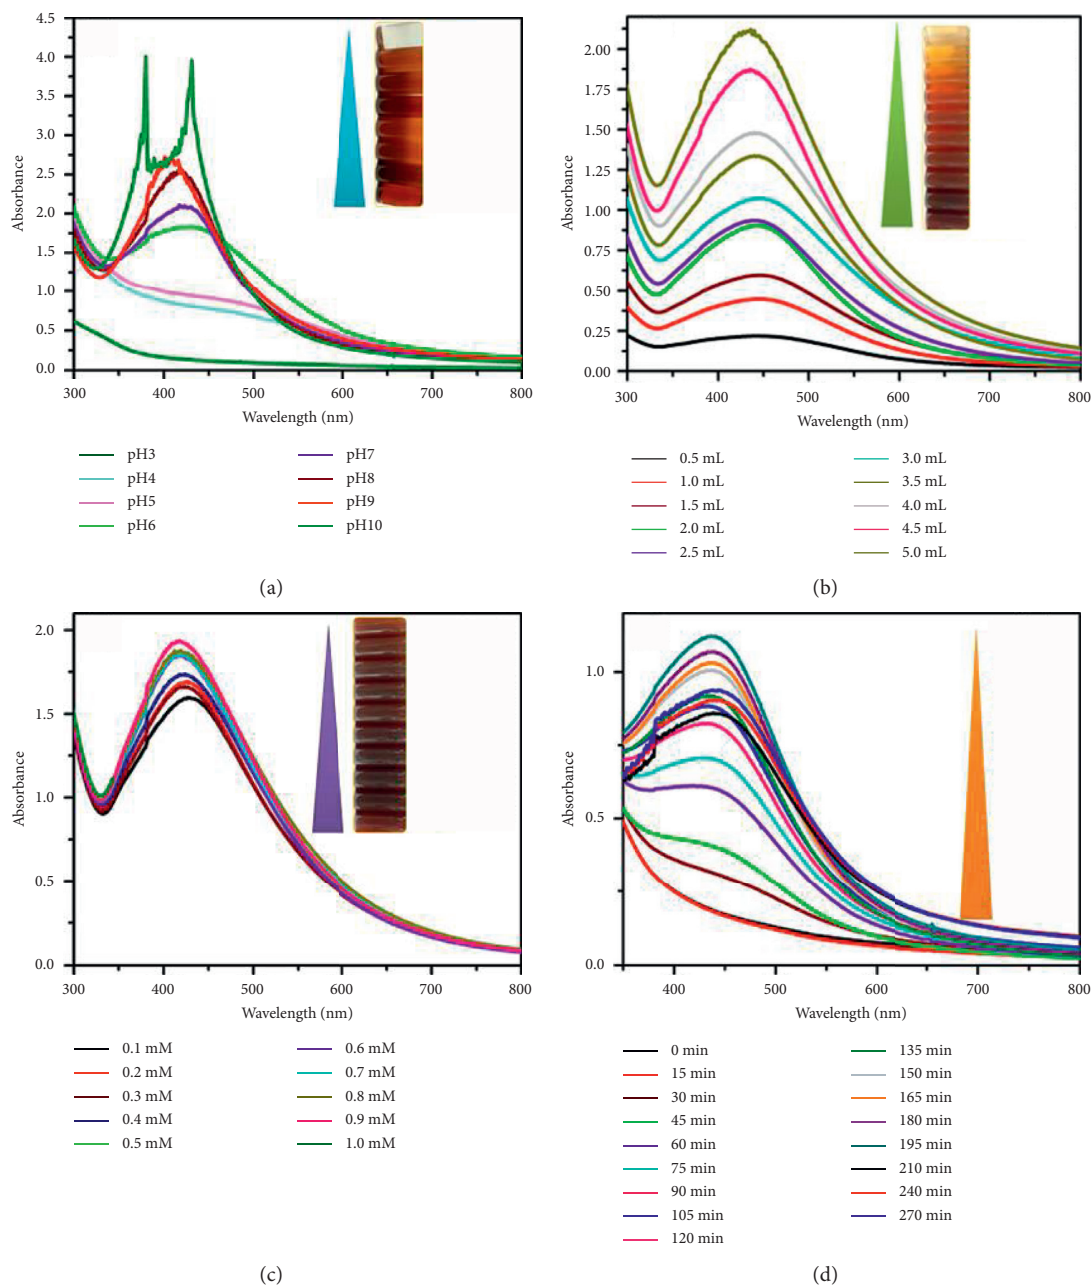 4.5
4.0
3.5
3.0
2.5
2.0
1.5
1.0
0.5
0.0
Absorbance
300 400 500 600 700 800
Wavelength (nm)
pH3
pH4
pH5
pH6
pH7
pH8
pH9
pH10
(a)
2.00
1.75
1.50
1.25
1.00
0.75
0.50
0.25
0.00
Absorbance
300 400 500 600 700 800
Wavelength (nm)
0.5 mL
1.0 mL
1.5 mL
2.0 mL
2.5 mL
3.0 mL
3.5 mL
4.0 mL
4.5 mL
5.0 mL
(b)
2.0
1.5
1.0
0.5
0.0
Absorbance
300 400 500 600 700 800
Wavelength (nm)
0.1 mM
0.2 mM
0.3 mM
0.4 mM
0.5 mM
0.6 mM
0.7 mM
0.8 mM
0.9 mM
1.0 mM
(c)
1.0
0.5
0.0
Absorbance
400 500 600 700 800
Wavelength (nm)
0 min
15 min
30 min
45 min
60 min
75 min
90 min
105 min
120 min
135 min
150 min
165 min
180 min
195 min
210 min
240 min
270 min
(d)